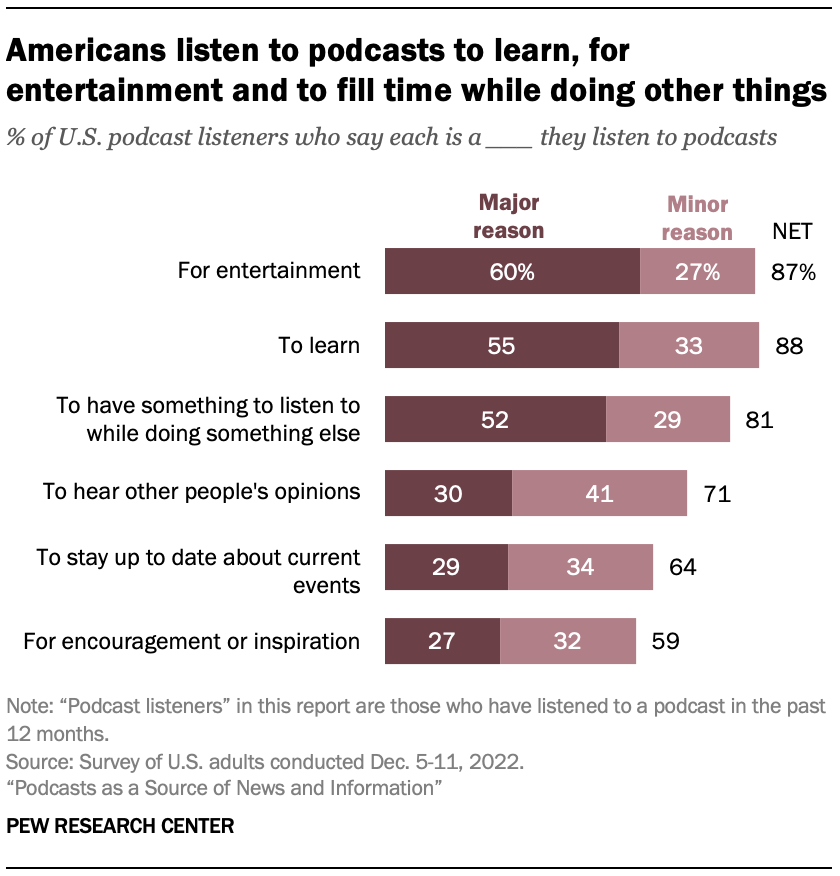 Americans listen to podcasts to learn, for
entertainment and to fill time while doing other things
% of U.S. podcast listeners who say each is a ___ they listen to podcasts
Major
reason
Minor
reason
NET
For entertainment 60% 27% 87%
To learn 55 33 88
To have something to listen to
while doing something else 52 29 81
To hear other people's opinions 30 41 71
To stay up to date about current
events 29 34 64
For encouragement or inspiration 27 32 59
Note: “Podcast listeners” in this report are those who have listened to a podcast in the past
12 months.
Source: Survey of U.S. adults conducted Dec. 5-11, 2022.
“Podcasts as a Source of News and Information”
PEW RESEARCH CENTER